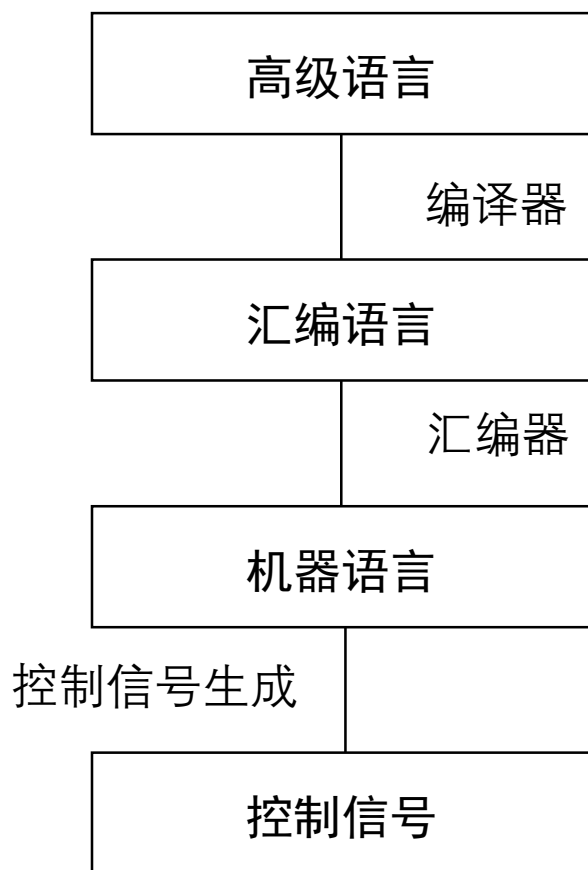 高级语言
编译器
汇编语言
汇编器
机器语言
控制信号生成
控制信号